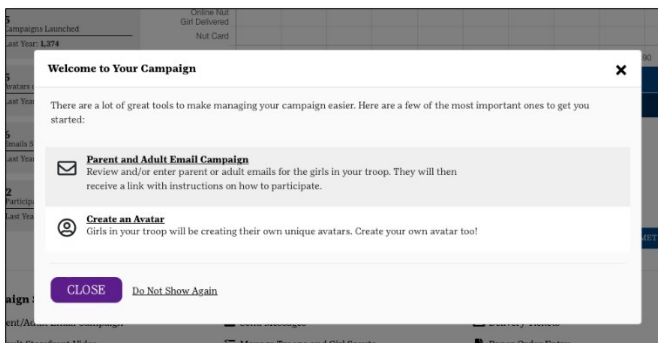 Online Nut
Girl Delivered
Nut Card
5
Campaigns Launched
Last Year: 1,374
Welcome to Your Campaign
There are a lot of great tools to make managing your campaign easier. Here are a few of the most important ones to get you
started:
Parent and Adult Email Campaign
Review and/or enter parent or adult emails for the girls in your troop. They will then
receive a link with instructions on how to participate.
Create an Avatar
Girls in your troop will be creating their own unique avatars. Create your own avatar too!
CLOSE
Do Not Show Again